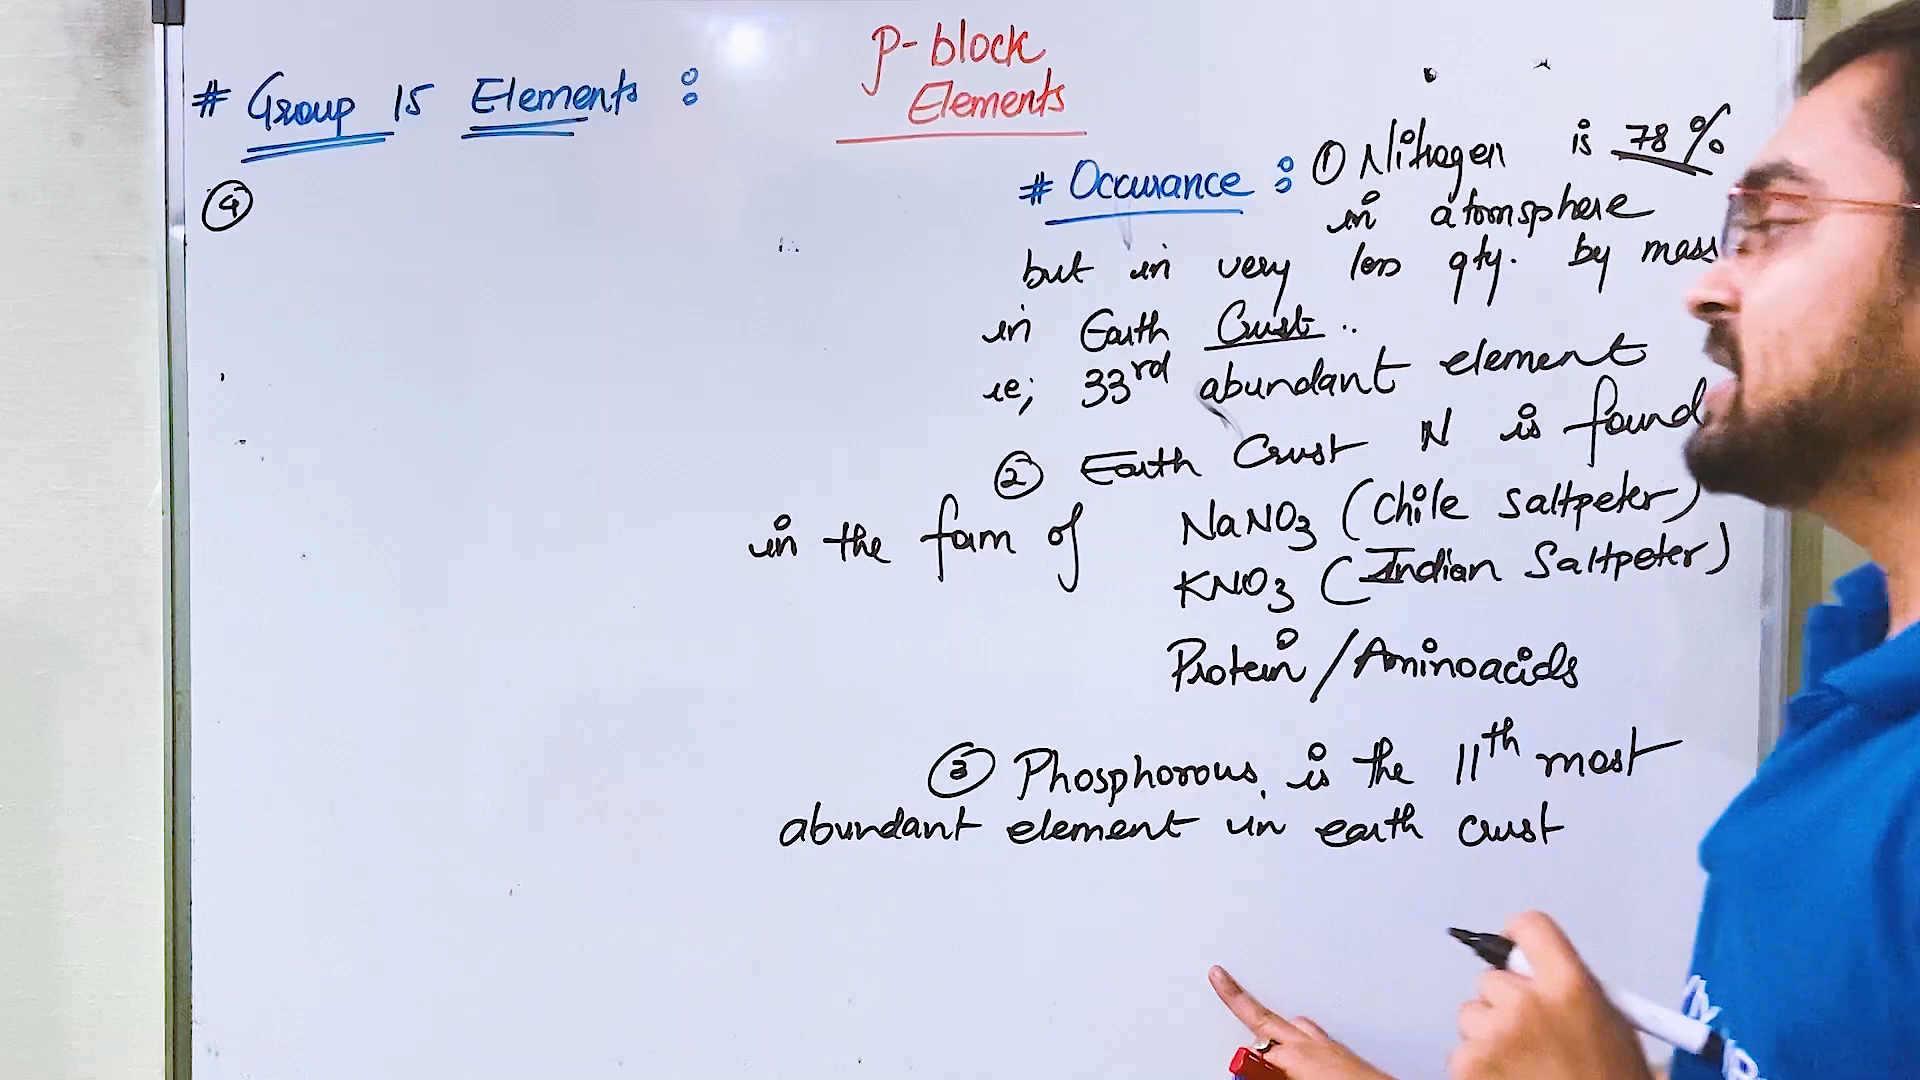 p-block
Elements
# Group 15 Elements :
# Occurance : ① Nitrogen is 78%
in atomsphere
but in very less qty. by mass
in Earth Crust ..
ie; 33rd abundant element
② Earth Crust N is found
in the form of NaNO3 (Chile saltpeter)
KNO3 (Indian Saltpeter)
Protein / Aminoacids
③ Phosphorous, is the 11th most
abundant element in earth crust
④